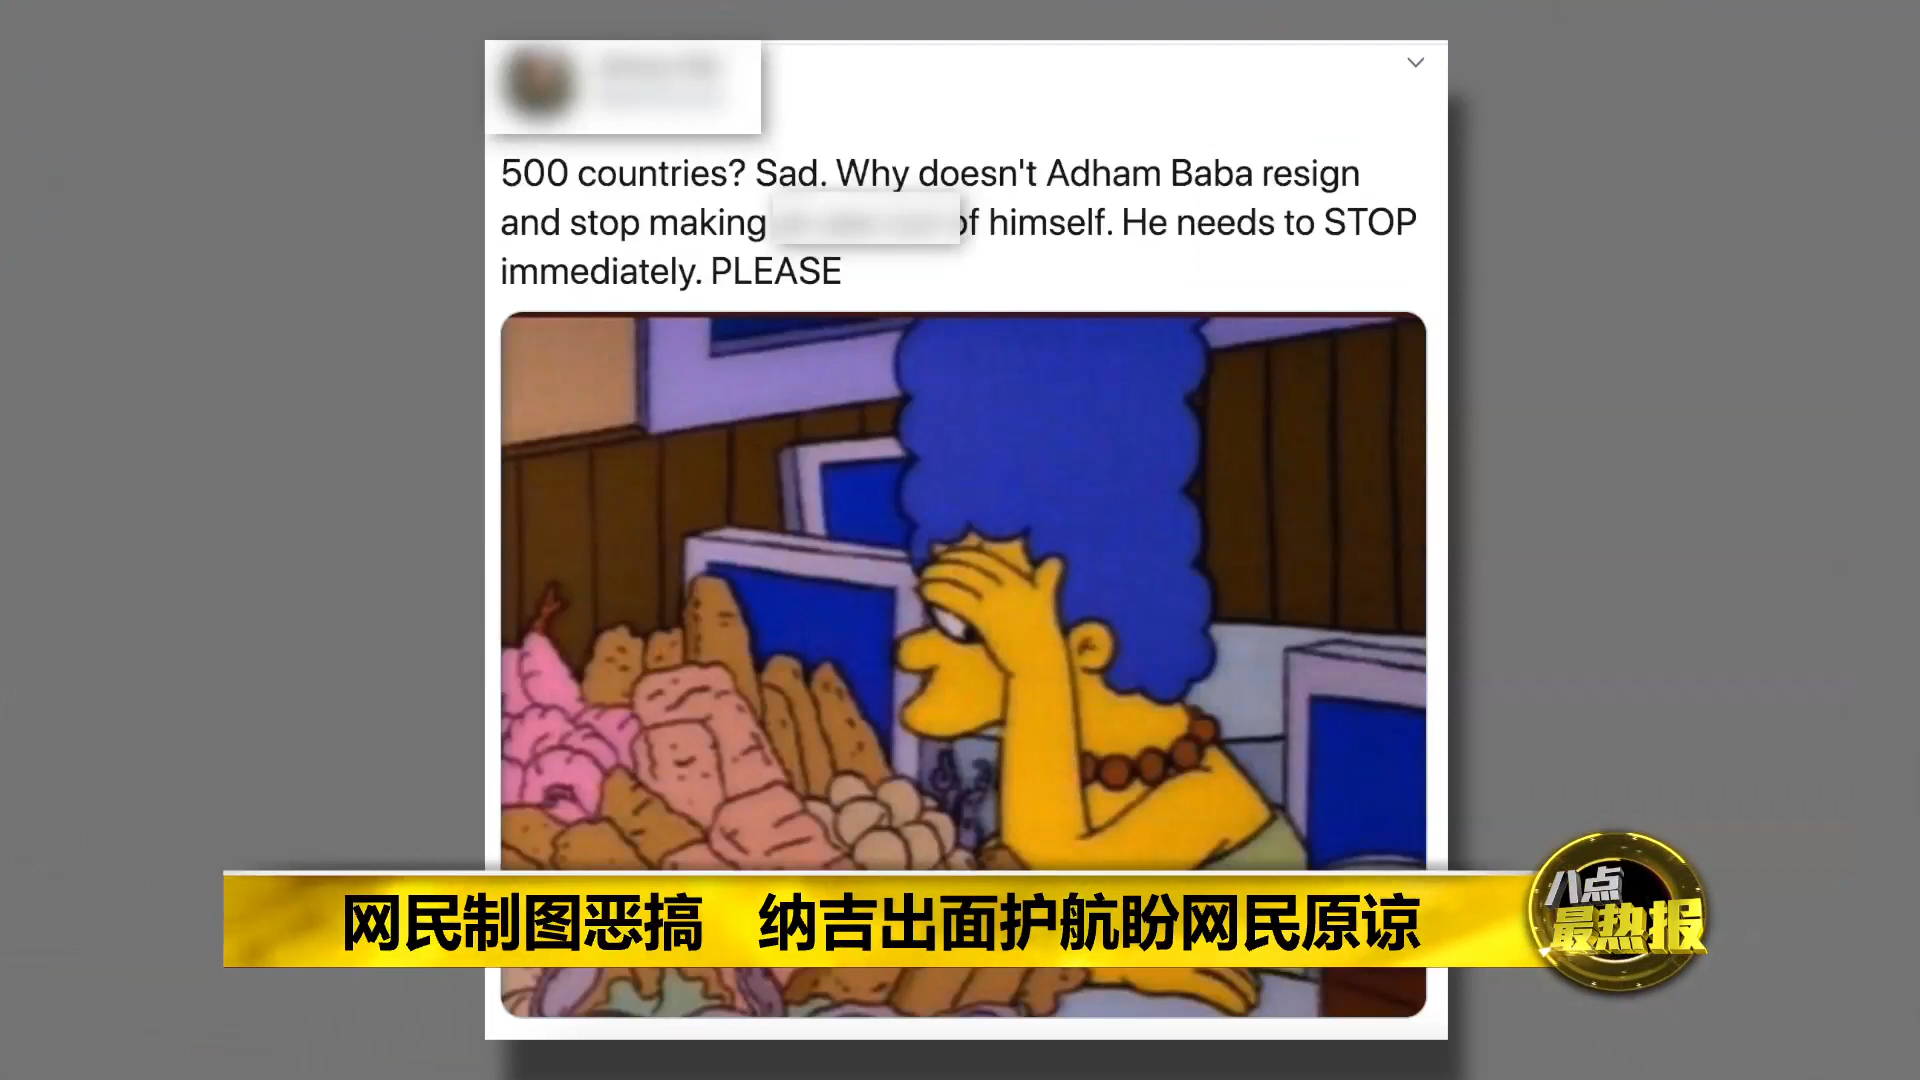 500 countries? Sad. Why doesn't Adham Baba resign
and stop making of himself. He needs to STOP
immediately. PLEASE
网民制图恶搞 纳吉出面护航盼网民原谅
八点
最热报